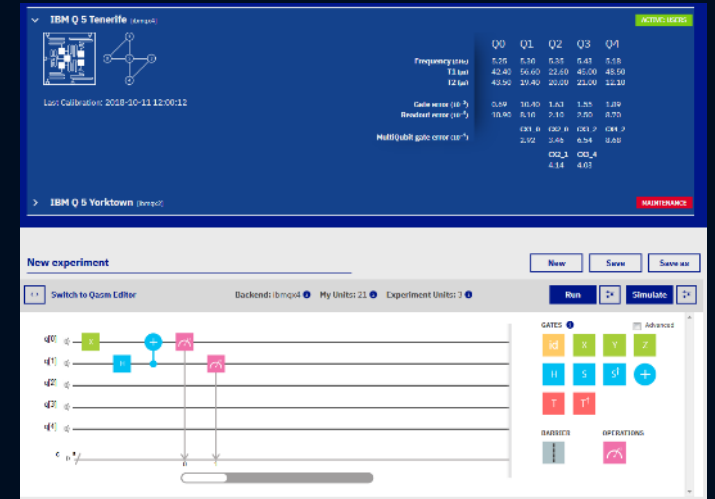 IBM Q 5 Tenerife (ibmqx4)
ACTIVE: USERS
Q0 Q1 Q2 Q3 Q4
Frequency (GHz) 5.25 5.30 5.35 5.43 5.18
T1 (µs) 42.40 56.60 22.60 45.00 48.50
T2 (µs) 43.50 19.40 20.00 21.00 12.10
Last Calibration: 2018-10-11 12:00:12
Gate error (10⁻³) 0.69 10.40 1.63 1.55 1.89
Readout error (10⁻²) 10.90 8.10 2.10 2.50 8.70
CX1_0 CX2_0 CX3_2 CX4_2
MultiQubit gate error (10⁻²) 2.92 3.46 6.54 8.68
CX2_1 CX3_4
4.14 4.03
IBM Q 5 Yorktown (ibmqx2)
MAINTENANCE
New experiment
New Save Save as
Switch to Qasm Editor Backend: ibmqx4 My Units: 21 Experiment Units: 3 Run Simulate
GATES Advanced
q[0] X +
id X Y Z
q[1] H
H S S† +
q[2]
q[3]
T T†
q[4]
BARRIER OPERATIONS
c
0 1